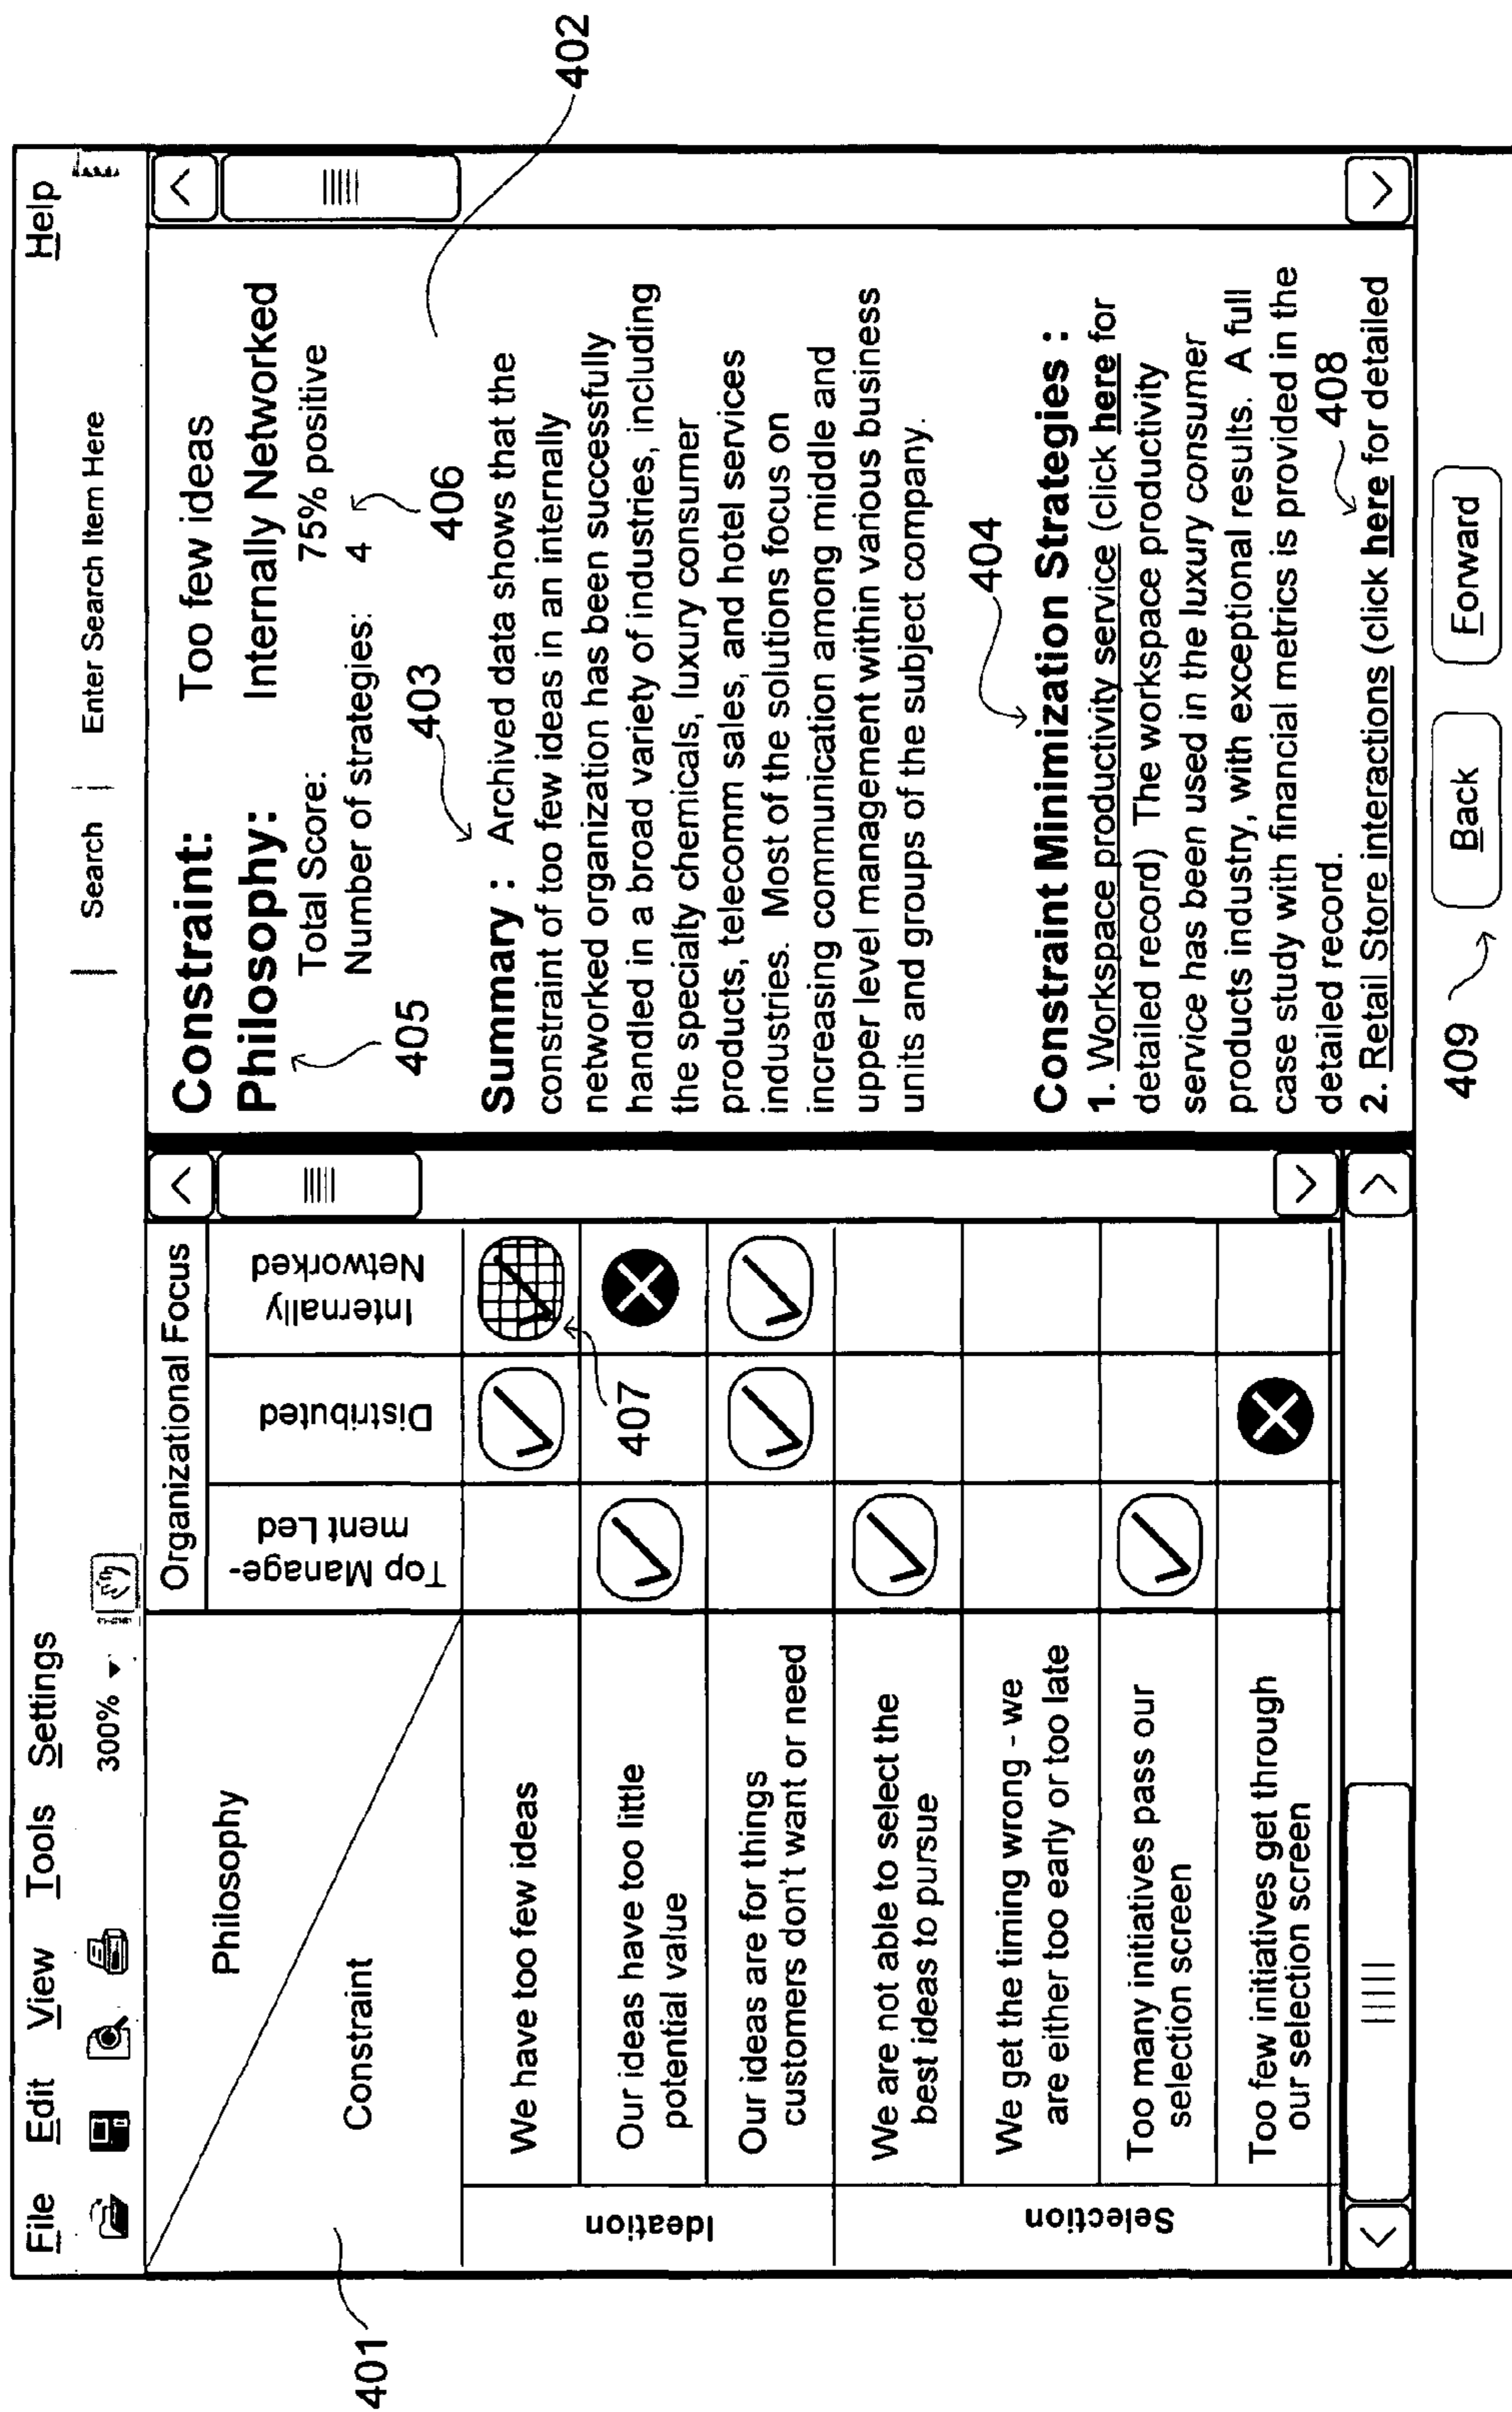 File Edit View Tools Settings Help
300% Search Enter Search Item Here
Philosophy
Constraint
Organizational Focus
Top Manage-
ment Led
Distributed
Internally
Networked
Ideation
We have too few ideas
Our ideas have too little
potential value
Our ideas are for things
customers don't want or need
Selection
We are not able to select the
best ideas to pursue
We get the timing wrong - we
are either too early or too late
Too many initiatives pass our
selection screen
Too few initiatives get through
our selection screen
401
407
Constraint: Too few ideas
Philosophy: Internally Networked
Total Score: 75% positive
Number of strategies: 4
405
403
406
402
Summary : Archived data shows that the
constraint of too few ideas in an internally
networked organization has been successfully
handled in a broad variety of industries, including
the specialty chemicals, luxury consumer
products, telecomm sales, and hotel services
industries. Most of the solutions focus on
increasing communication among middle and
upper level management within various business
units and groups of the subject company.
404
Constraint Minimization Strategies :
1. Workspace productivity service (click here for
detailed record) The workspace productivity
service has been used in the luxury consumer
products industry, with exceptional results. A full
case study with financial metrics is provided in the
detailed record.
408
2. Retail Store interactions (click here for detailed
409
Back Forward